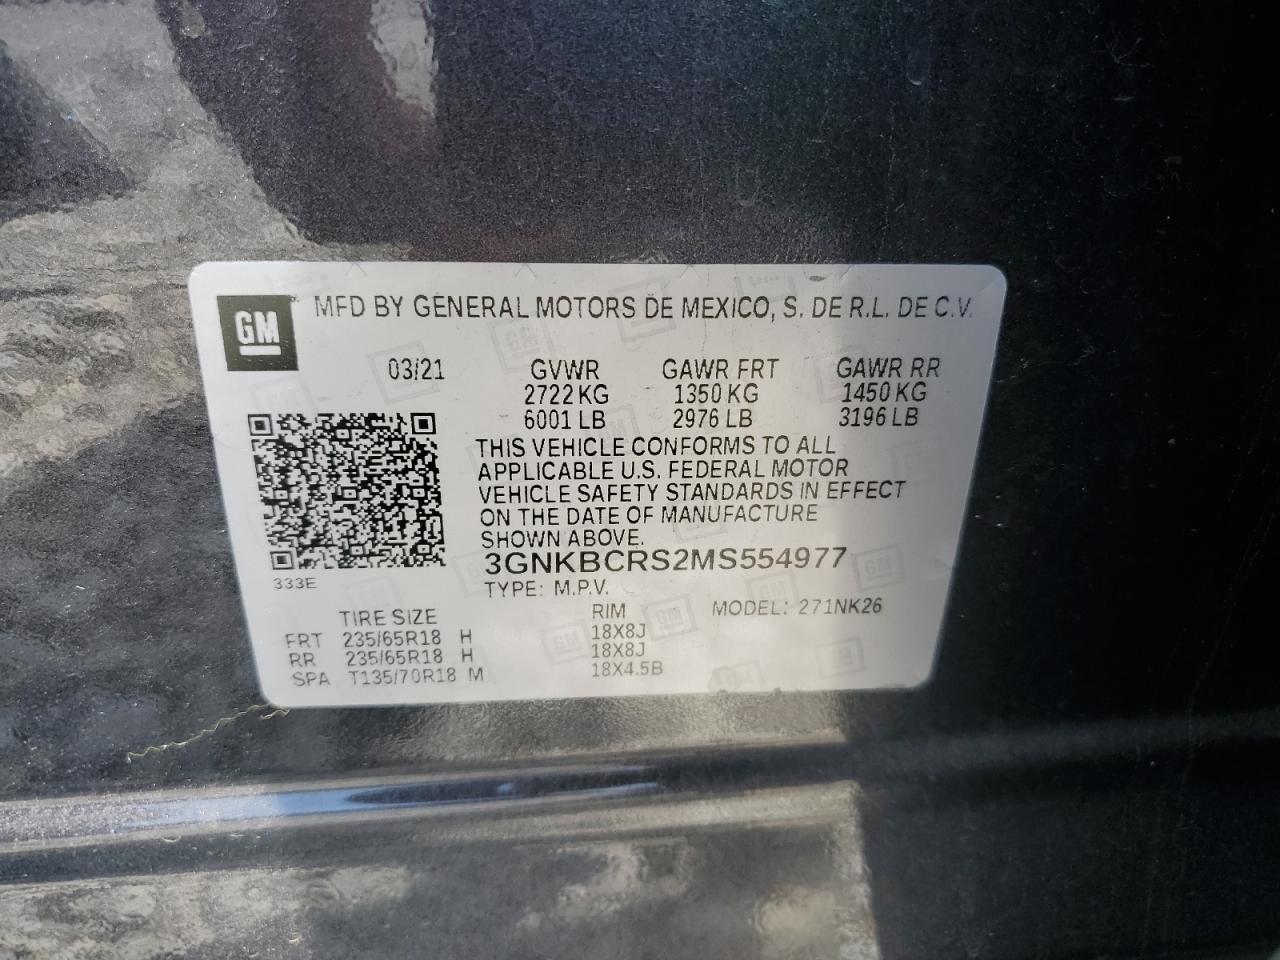 GM
MFD BY GENERAL MOTORS DE MEXICO, S. DE R.L. DE C.V.
03/21 GVWR GAWR FRT GAWR RR
2722 KG 1350 KG 1450 KG
6001 LB 2976 LB 3196 LB
THIS VEHICLE CONFORMS TO ALL
APPLICABLE U.S. FEDERAL MOTOR
VEHICLE SAFETY STANDARDS IN EFFECT
ON THE DATE OF MANUFACTURE
SHOWN ABOVE.
3GNKBCRS2MS554977
333E
TYPE: M.P.V.
TIRE SIZE RIM MODEL: 271NK26
FRT 235/65R18 H 18X8J
RR 235/65R18 H 18X8J
SPA T135/70R18 M 18X4.5B